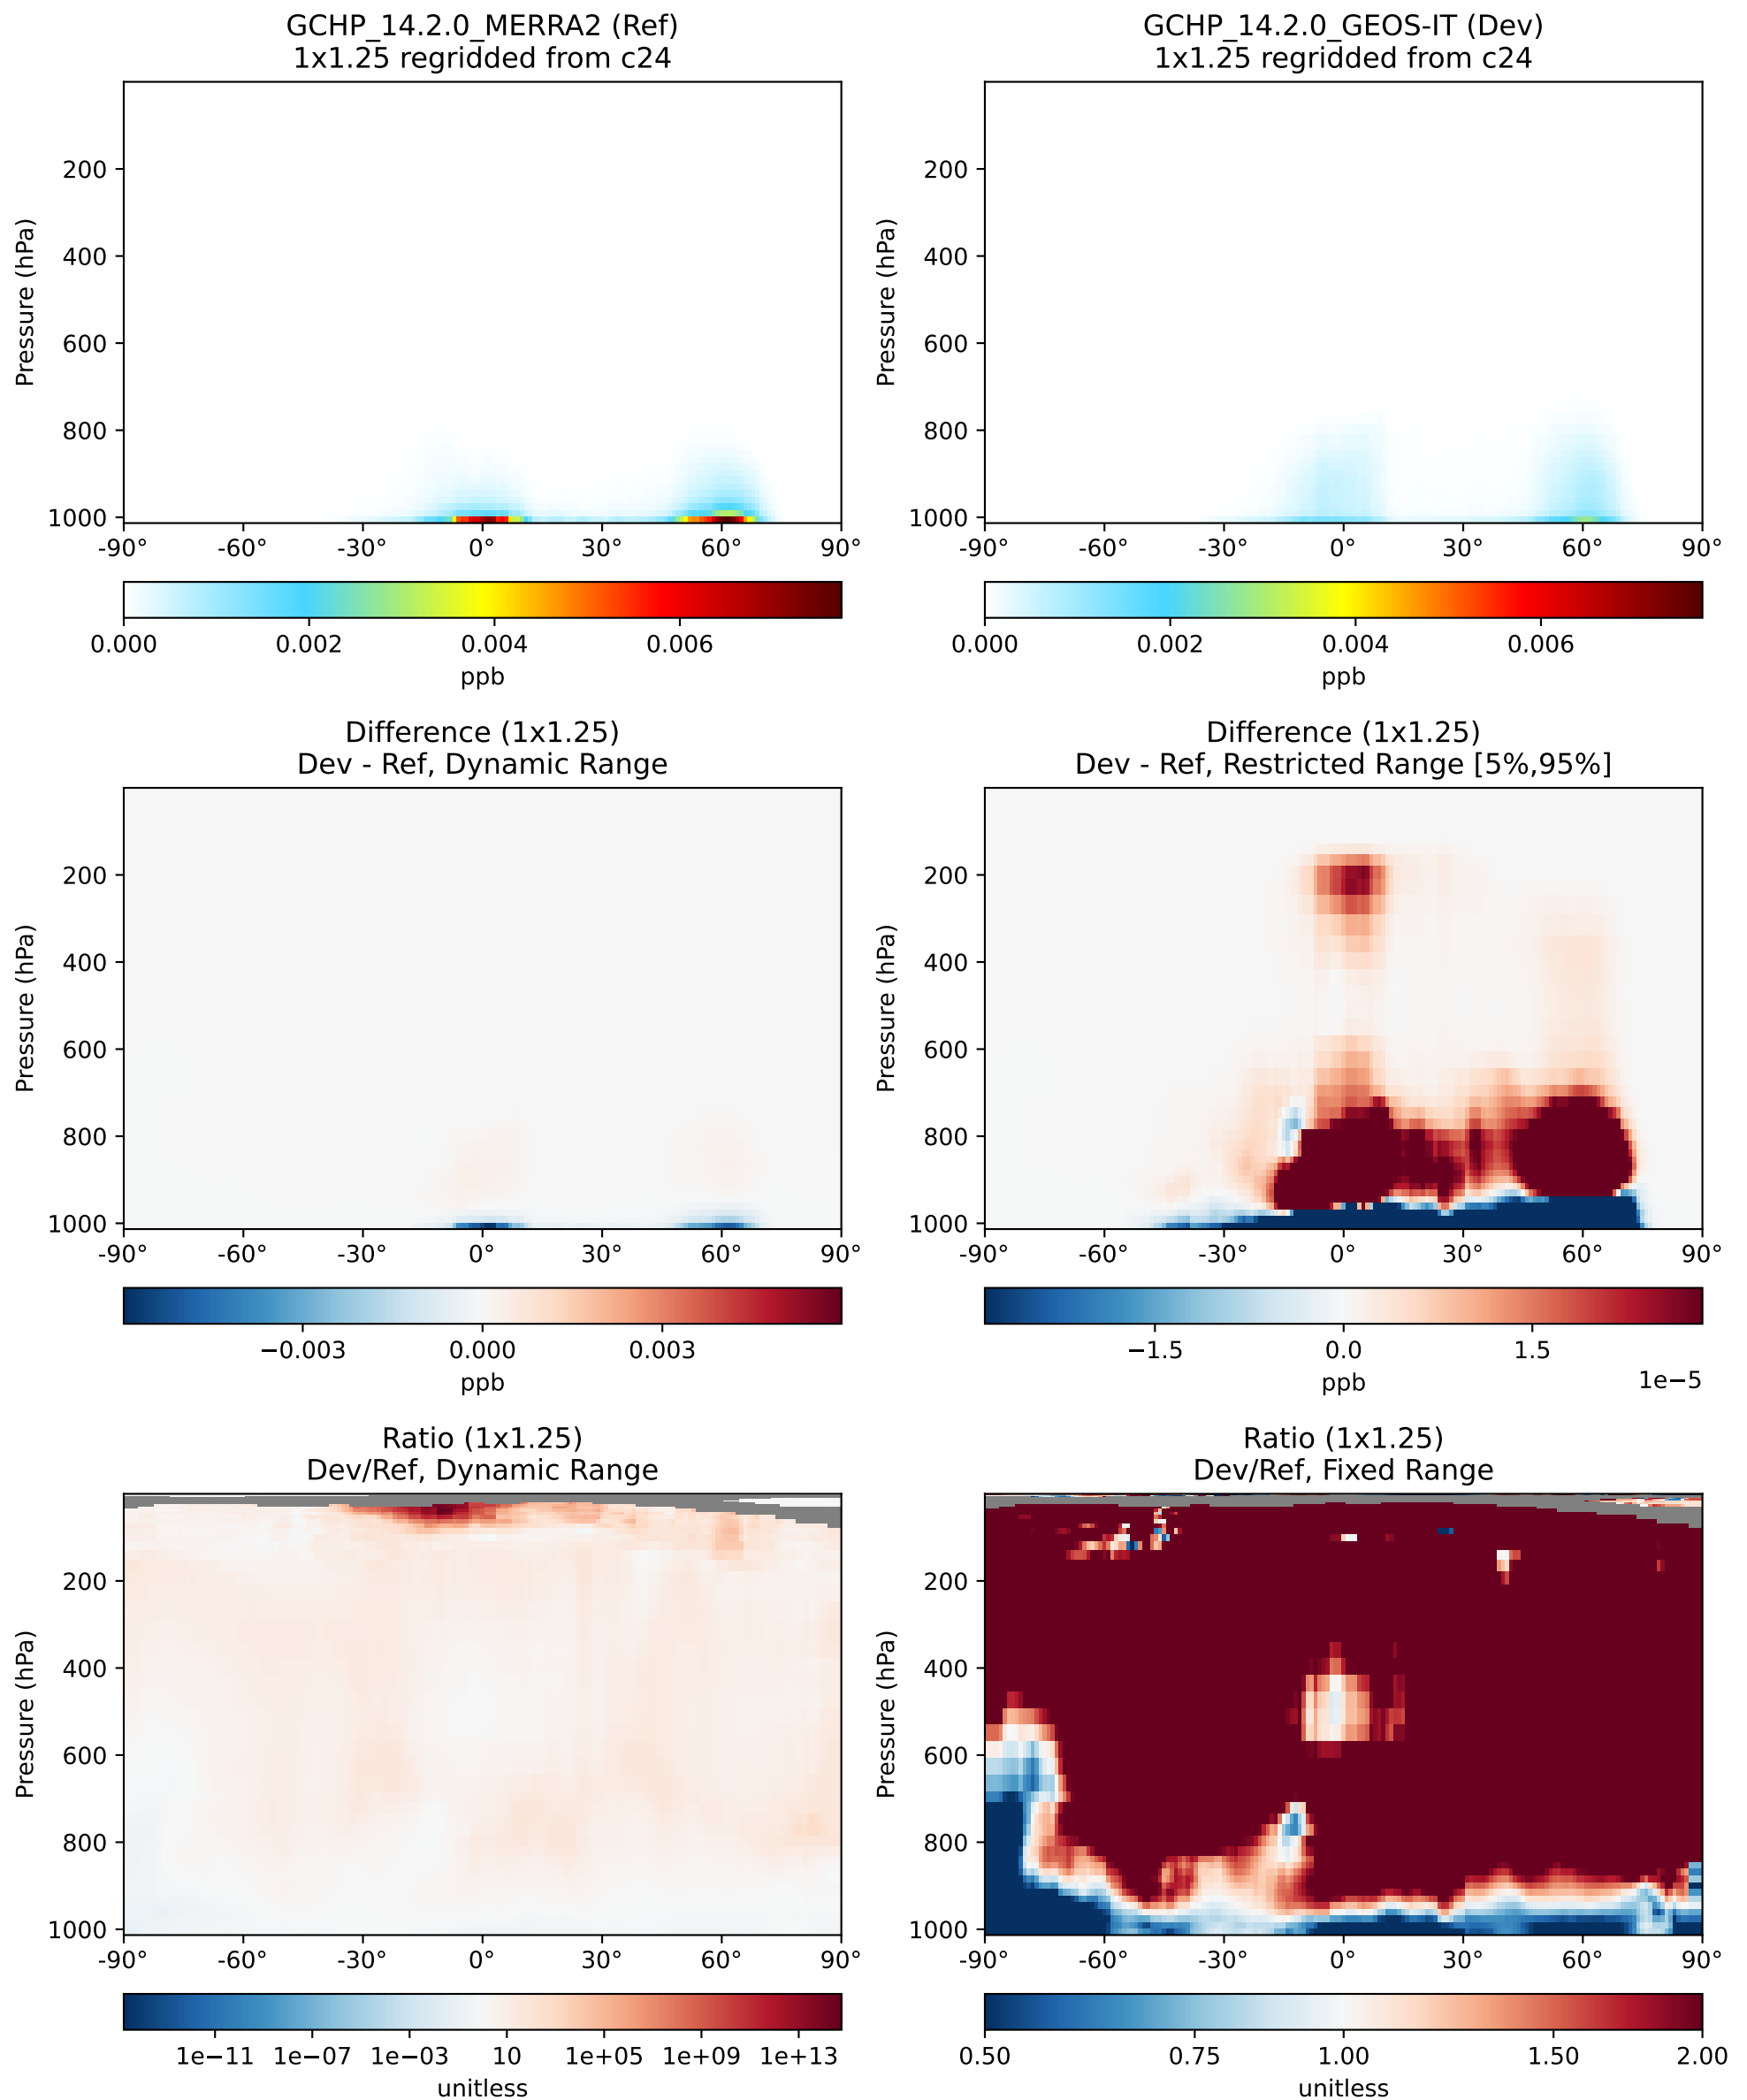 GCHP_14.2.0_MERRA2 (Ref)
1x1.25 regridded from c24
Pressure (hPa)
200
400
600
800
1000
-90° -60° -30° 0° 30° 60° 90°
0.000 0.002 0.004 0.006
ppb
GCHP_14.2.0_GEOS-IT (Dev)
1x1.25 regridded from c24
Pressure (hPa)
200
400
600
800
1000
-90° -60° -30° 0° 30° 60° 90°
0.000 0.002 0.004 0.006
ppb
Difference (1x1.25)
Dev - Ref, Dynamic Range
Pressure (hPa)
200
400
600
800
1000
-90° -60° -30° 0° 30° 60° 90°
−0.003 0.000 0.003
ppb
Difference (1x1.25)
Dev - Ref, Restricted Range [5%,95%]
Pressure (hPa)
200
400
600
800
1000
-90° -60° -30° 0° 30° 60° 90°
−1.5 0.0 1.5
ppb 1e−5
Ratio (1x1.25)
Dev/Ref, Dynamic Range
Pressure (hPa)
200
400
600
800
1000
-90° -60° -30° 0° 30° 60° 90°
1e−11 1e−07 1e−03 10 1e+05 1e+09 1e+13
unitless
Ratio (1x1.25)
Dev/Ref, Fixed Range
Pressure (hPa)
200
400
600
800
1000
-90° -60° -30° 0° 30° 60° 90°
0.50 0.75 1.00 1.50 2.00
unitless